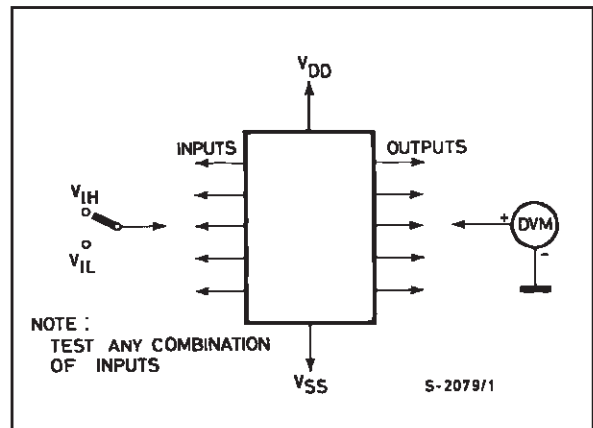 VDD
INPUTS
OUTPUTS
VIH
VIL
+
DVM
-
NOTE :
TEST ANY COMBINATION
OF INPUTS
VSS
S-2079/1